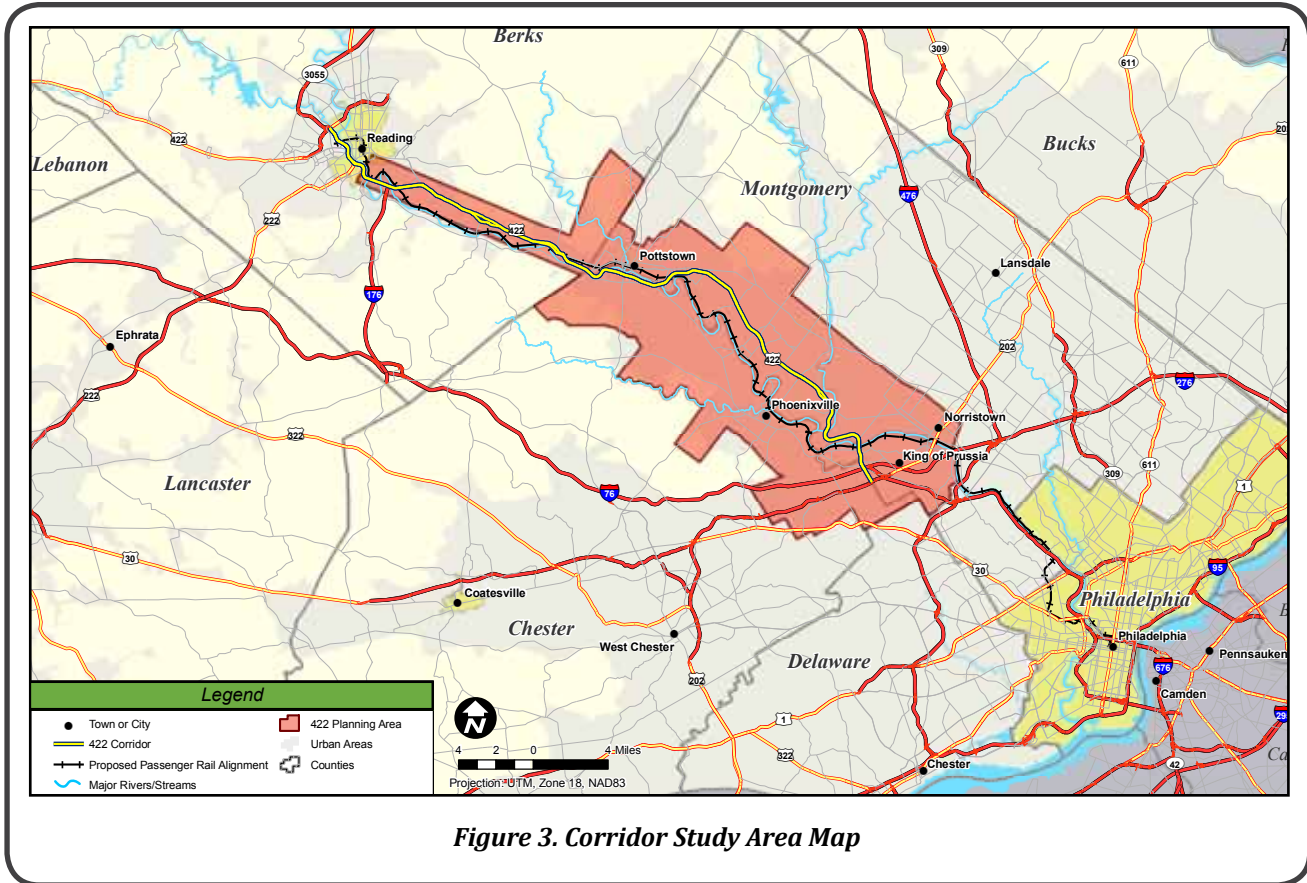 Berks
309
611
3055
422
Reading
Bucks
20
Lebanon
Montgomery
476
222
422
Pottstown
Lansdale
176
Ephrata
202
422
276
222
Phoenixville
Norristown
322
King of Prussia
309
611
1
Lancaster
76
30
95
30
Coatesville
Philadelphia
Chester
Philadelphia
West Chester
Pennsauken
Delaware
676
202
Camden
1
29
322
Chester
42
Ca
Legend
Town or City
422 Planning Area
422 Corridor
Urban Areas
Proposed Passenger Rail Alignment
Counties
Major Rivers/Streams
N
4 2 0 4 Miles
Projection: UTM, Zone 18, NAD83
Figure 3. Corridor Study Area Map